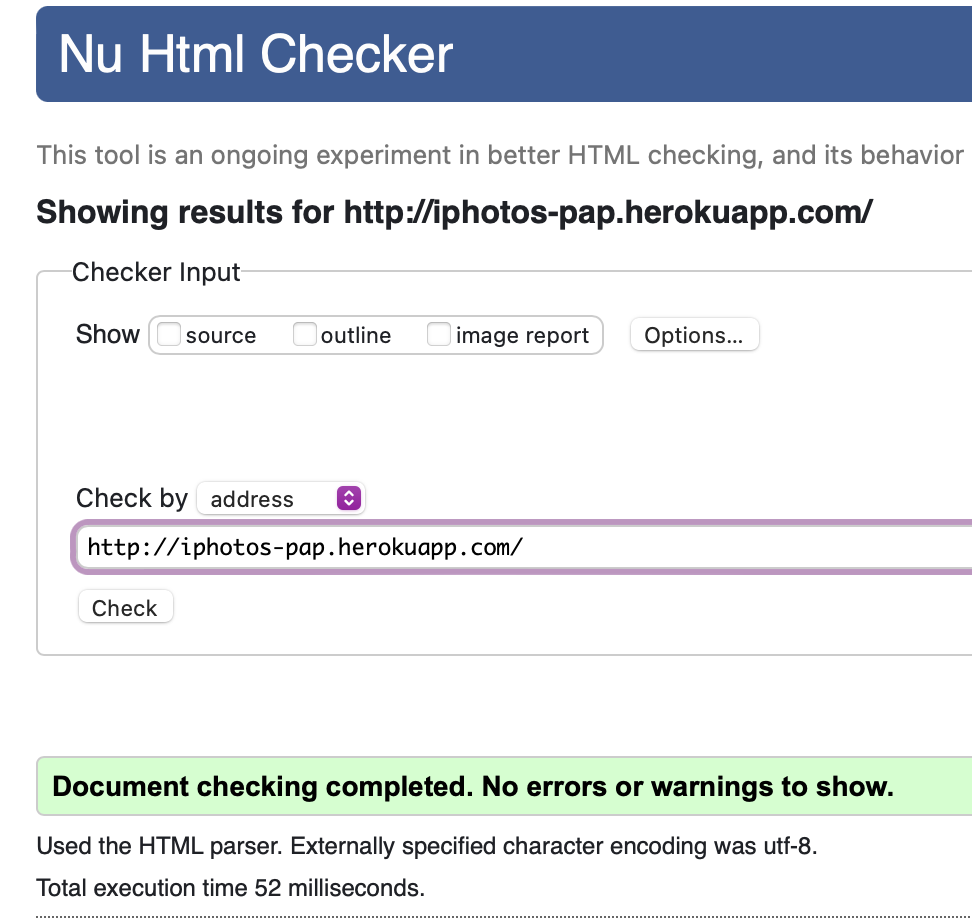 Nu Html Checker
This tool is an ongoing experiment in better HTML checking, and its behavior
Showing results for http://iphotos-pap.herokuapp.com/
Checker Input
Show source outline image report Options...
Check by address
http://iphotos-pap.herokuapp.com/
Check
Document checking completed. No errors or warnings to show.
Used the HTML parser. Externally specified character encoding was utf-8.
Total execution time 52 milliseconds.